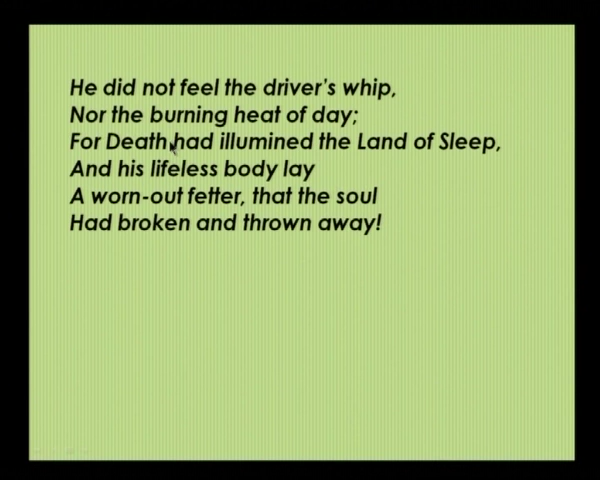 He did not feel the driver's whip,
Nor the burning heat of day;
For Death had illumined the Land of Sleep,
And his lifeless body lay
A worn-out fetter, that the soul
Had broken and thrown away!